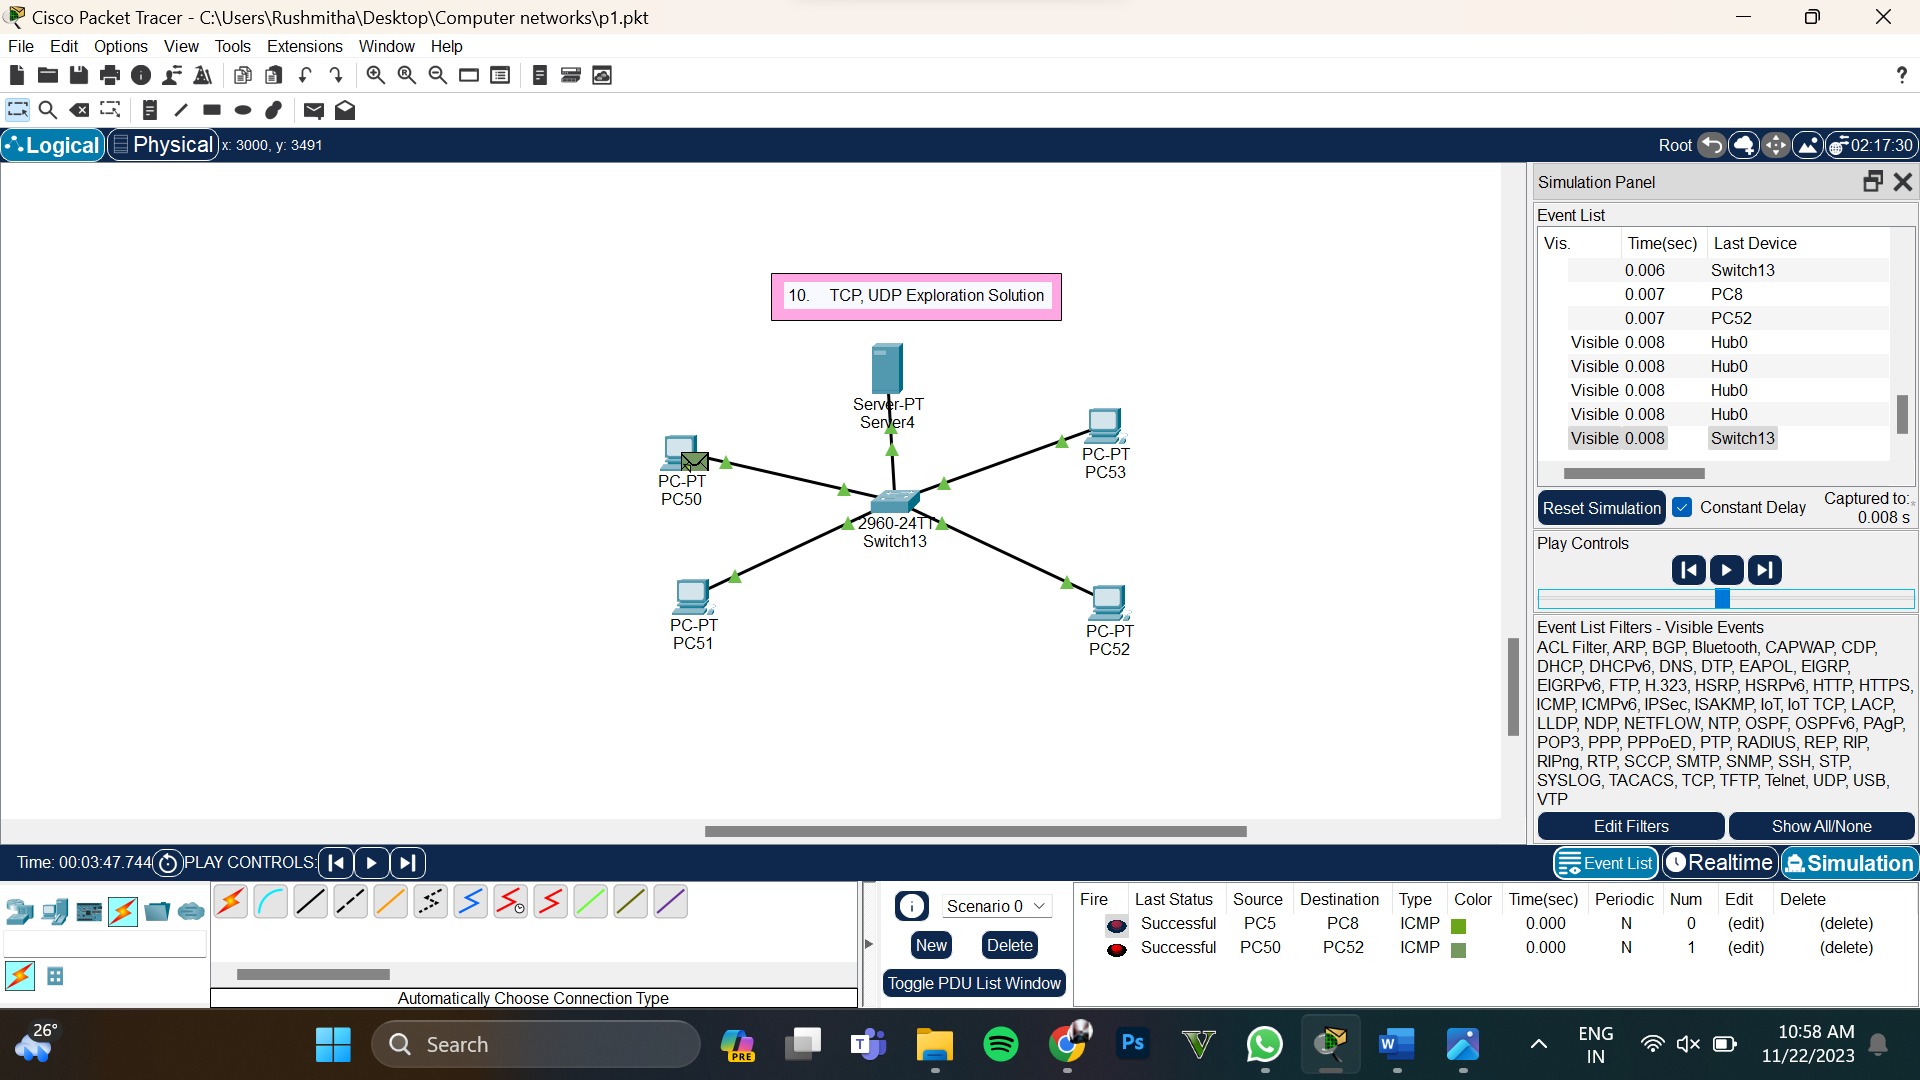 Cisco Packet Tracer - C:\Users\Rushmitha\Desktop\Computer networks\p1.pkt
File Edit Options View Tools Extensions Window Help
?
Logical Physical x: 3000, y: 3491 Root 02:17:30
10. TCP, UDP Exploration Solution
Server-PT
Server4
PC-PT
PC53
PC-PT
PC50
2960-24TT
Switch13
PC-PT
PC51
PC-PT
PC52
Simulation Panel
Event List
Vis. Time(sec) Last Device
0.006 Switch13
0.007 PC8
0.007 PC52
Visible 0.008 Hub0
Visible 0.008 Hub0
Visible 0.008 Hub0
Visible 0.008 Hub0
Visible 0.008 Switch13
Reset Simulation Constant Delay Captured to:
0.008 s
Play Controls
Event List Filters - Visible Events
ACL Filter, ARP, BGP, Bluetooth, CAPWAP, CDP,
DHCP, DHCPv6, DNS, DTP, EAPOL, EIGRP,
EIGRPv6, FTP, H.323, HSRP, HSRPv6, HTTP, HTTPS,
ICMP, ICMPv6, IPSec, ISAKMP, IoT, IoT TCP, LACP,
LLDP, NDP, NETFLOW, NTP, OSPF, OSPFv6, PAgP,
POP3, PPP, PPPoED, PTP, RADIUS, REP, RIP,
RIPng, RTP, SCCP, SMTP, SNMP, SSH, STP,
SYSLOG, TACACS, TCP, TFTP, Telnet, UDP, USB,
VTP
Edit Filters Show All/None
Time: 00:03:47.744 PLAY CONTROLS: Event List Realtime Simulation
Automatically Choose Connection Type
Scenario 0
New Delete
Toggle PDU List Window
Fire Last Status Source Destination Type Color Time(sec) Periodic Num Edit Delete
Successful PC5 PC8 ICMP 0.000 N 0 (edit) (delete)
Successful PC50 PC52 ICMP 0.000 N 1 (edit) (delete)
26°
Search
PRE
T
Ps
V
W
ENG
IN
10:58 AM
11/22/2023